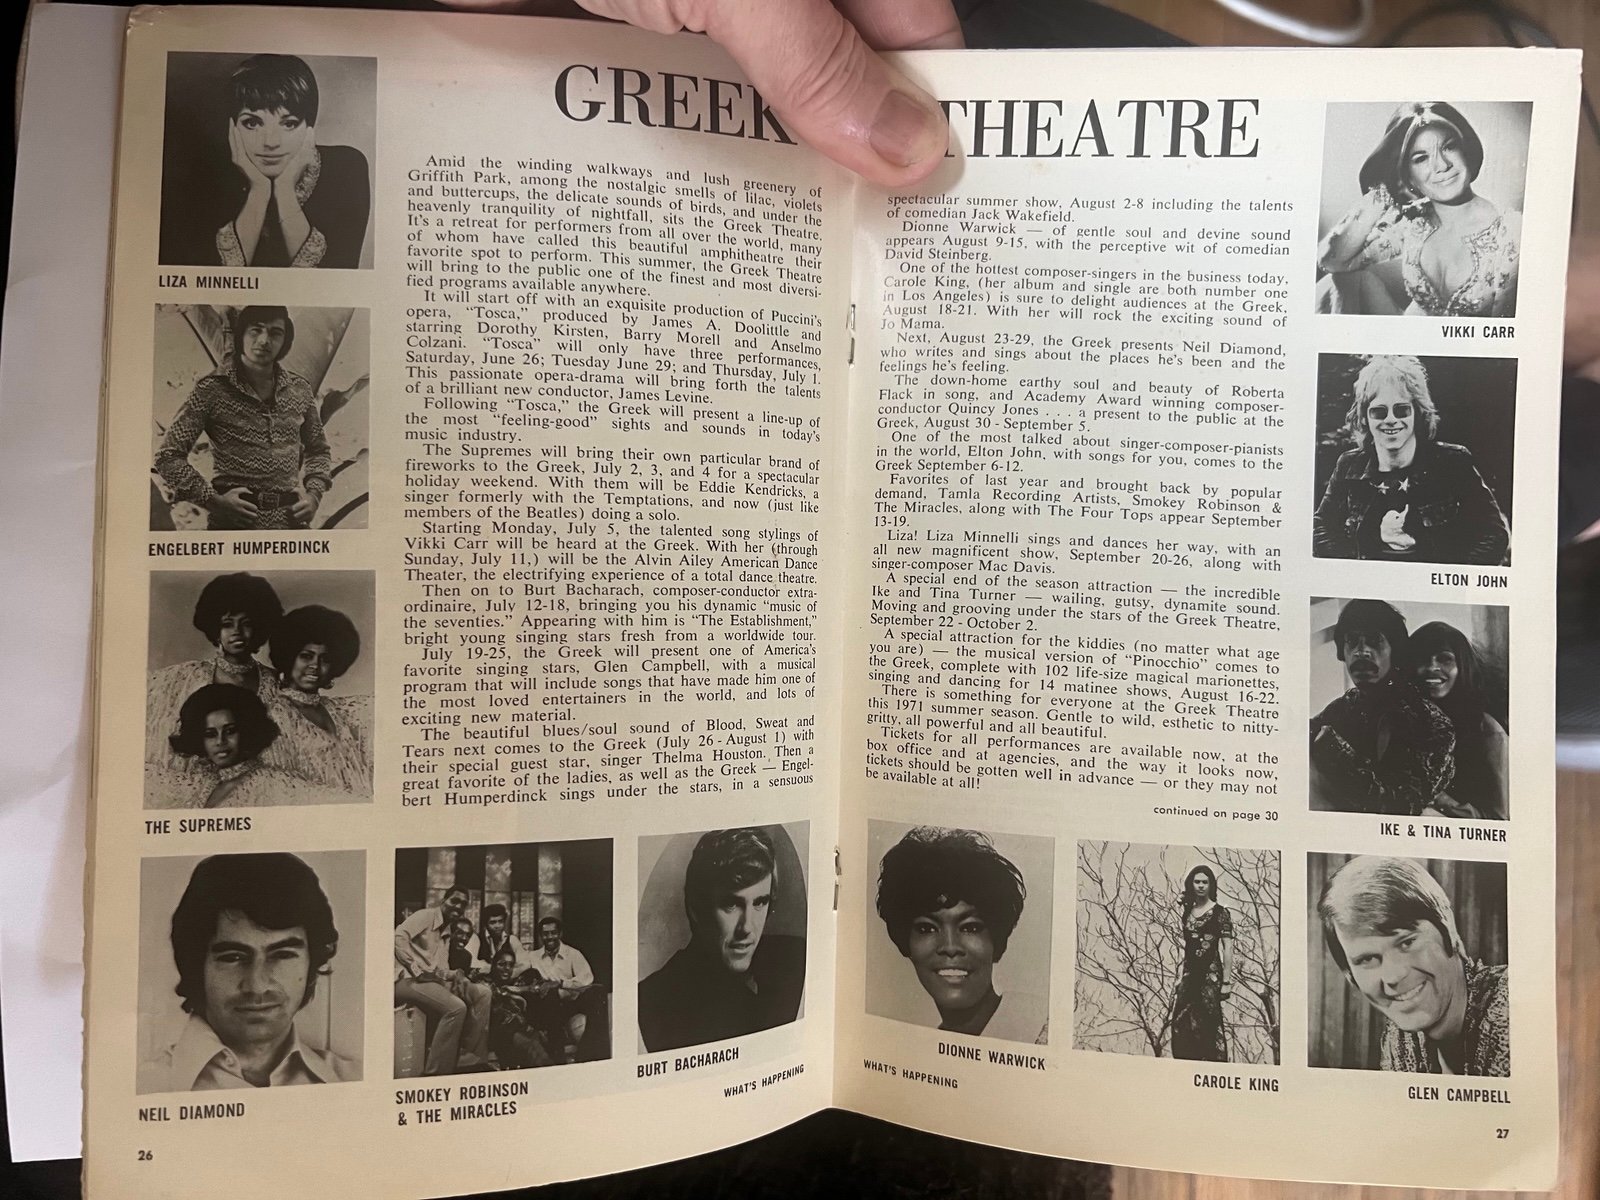 GREEK THEATRE
LIZA MINNELLI
ENGELBERT HUMPERDINCK
THE SUPREMES
NEIL DIAMOND
Amid the winding walkways and lush greenery of
Griffith Park, among the nostalgic smells of lilac, violets
and buttercups, the delicate sounds of birds, and under the
heavenly tranquility of nightfall, sits the Greek Theatre.
It's a retreat for performers from all over the world, many
of whom have called this beautiful amphitheatre their
favorite spot to perform. This summer, the Greek Theatre
will bring to the public one of the finest and most diversi-
fied programs available anywhere.
It will start off with an exquisite production of Puccini's
opera, "Tosca," produced by James A. Doolittle and
starring Dorothy Kirsten, Barry Morell and Anselmo
Colzani. "Tosca" will only have three performances,
Saturday, June 26; Tuesday June 29; and Thursday, July 1.
This passionate opera-drama will bring forth the talents
of a brilliant new conductor, James Levine.
Following "Tosca," the Greek will present a line-up of
the most "feeling-good" sights and sounds in today's
music industry.
The Supremes will bring their own particular brand of
fireworks to the Greek, July 2, 3, and 4 for a spectacular
holiday weekend. With them will be Eddie Kendricks, a
singer formerly with the Temptations, and now (just like
members of the Beatles) doing a solo.
Starting Monday, July 5, the talented song stylings of
Vikki Carr will be heard at the Greek. With her (through
Sunday, July 11,) will be the Alvin Ailey American Dance
Theater, the electrifying experience of a total dance theatre.
Then on to Burt Bacharach, composer-conductor extra-
ordinaire, July 12-18, bringing you his dynamic "music of
the seventies." Appearing with him is "The Establishment,"
bright young singing stars fresh from a worldwide tour.
July 19-25, the Greek will present one of America's
favorite singing stars, Glen Campbell, with a musical
program that will include songs that have made him one of
the most loved entertainers in the world, and lots of
exciting new material.
The beautiful blues/soul sound of Blood, Sweat and
Tears next comes to the Greek (July 26 - August 1) with
their special guest star, singer Thelma Houston. Then a
great favorite of the ladies, as well as the Greek — Engel-
bert Humperdinck sings under the stars, in a sensuous
SMOKEY ROBINSON
& THE MIRACLES
BURT BACHARACH
WHAT'S HAPPENING
26
spectacular summer show, August 2-8 including the talents
of comedian Jack Wakefield.
Dionne Warwick — of gentle soul and devine sound
appears August 9-15, with the perceptive wit of comedian
David Steinberg.
One of the hottest composer-singers in the business today,
Carole King, (her album and single are both number one
in Los Angeles) is sure to delight audiences at the Greek,
August 18-21. With her will rock the exciting sound of
Jo Mama.
Next, August 23-29, the Greek presents Neil Diamond,
who writes and sings about the places he's been and the
feelings he's feeling.
The down-home earthy soul and beauty of Roberta
Flack in song, and Academy Award winning composer-
conductor Quincy Jones . . . a present to the public at the
Greek, August 30 - September 5.
One of the most talked about singer-composer-pianists
in the world, Elton John, with songs for you, comes to the
Greek September 6-12.
Favorites of last year and brought back by popular
demand, Tamla Recording Artists, Smokey Robinson &
The Miracles, along with The Four Tops appear September
13-19.
Liza! Liza Minnelli sings and dances her way, with an
all new magnificent show, September 20-26, along with
singer-composer Mac Davis.
A special end of the season attraction — the incredible
Ike and Tina Turner — wailing, gutsy, dynamite sound.
Moving and grooving under the stars of the Greek Theatre,
September 22 - October 2.
A special attraction for the kiddies (no matter what age
you are) — the musical version of "Pinocchio" comes to
the Greek, complete with 102 life-size magical marionettes,
singing and dancing for 14 matinee shows, August 16-22.
There is something for everyone at the Greek Theatre
this 1971 summer season. Gentle to wild, esthetic to nitty-
gritty, all powerful and all beautiful.
Tickets for all performances are available now, at the
box office and at agencies, and the way it looks now,
tickets should be gotten well in advance — or they may not
be available at all!
continued on page 30
VIKKI CARR
ELTON JOHN
IKE & TINA TURNER
DIONNE WARWICK
CAROLE KING
GLEN CAMPBELL
WHAT'S HAPPENING
27